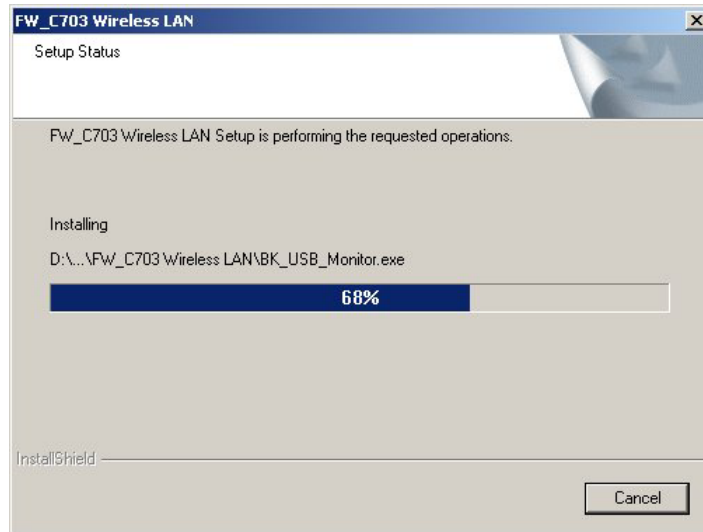 FW_C703 Wireless LAN
Setup Status
FW_C703 Wireless LAN Setup is performing the requested operations.
Installing
D:\...\FW_C703 Wireless LAN\BK_USB_Monitor.exe
68%
InstallShield
Cancel